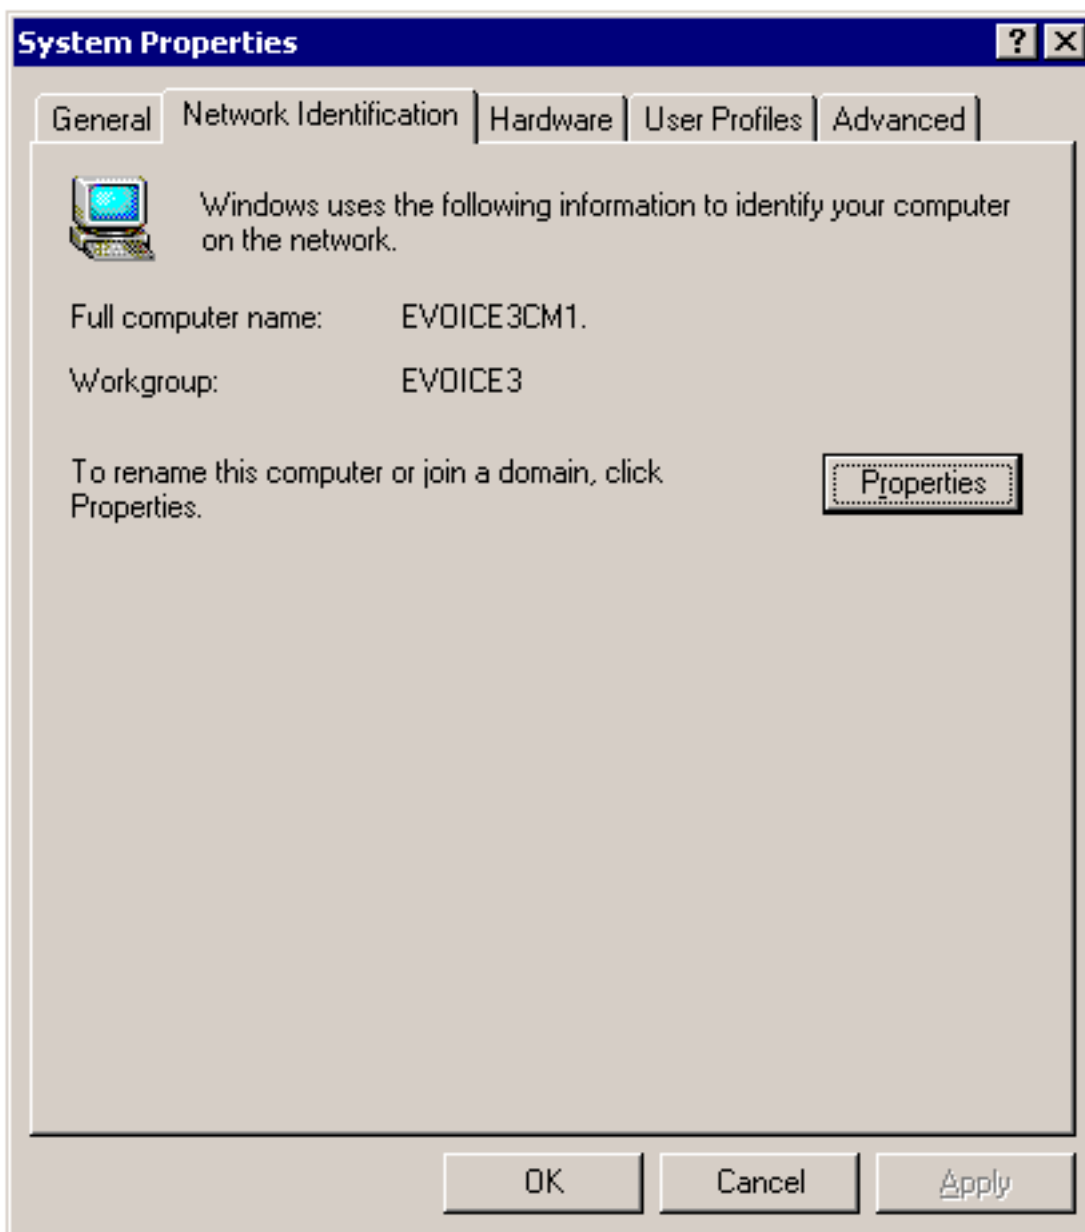 System Properties
General Network Identification Hardware User Profiles Advanced
Windows uses the following information to identify your computer
on the network.
Full computer name: EVOICE3CM1.
Workgroup: EVOICE3
To rename this computer or join a domain, click
Properties.
Properties
OK Cancel Apply